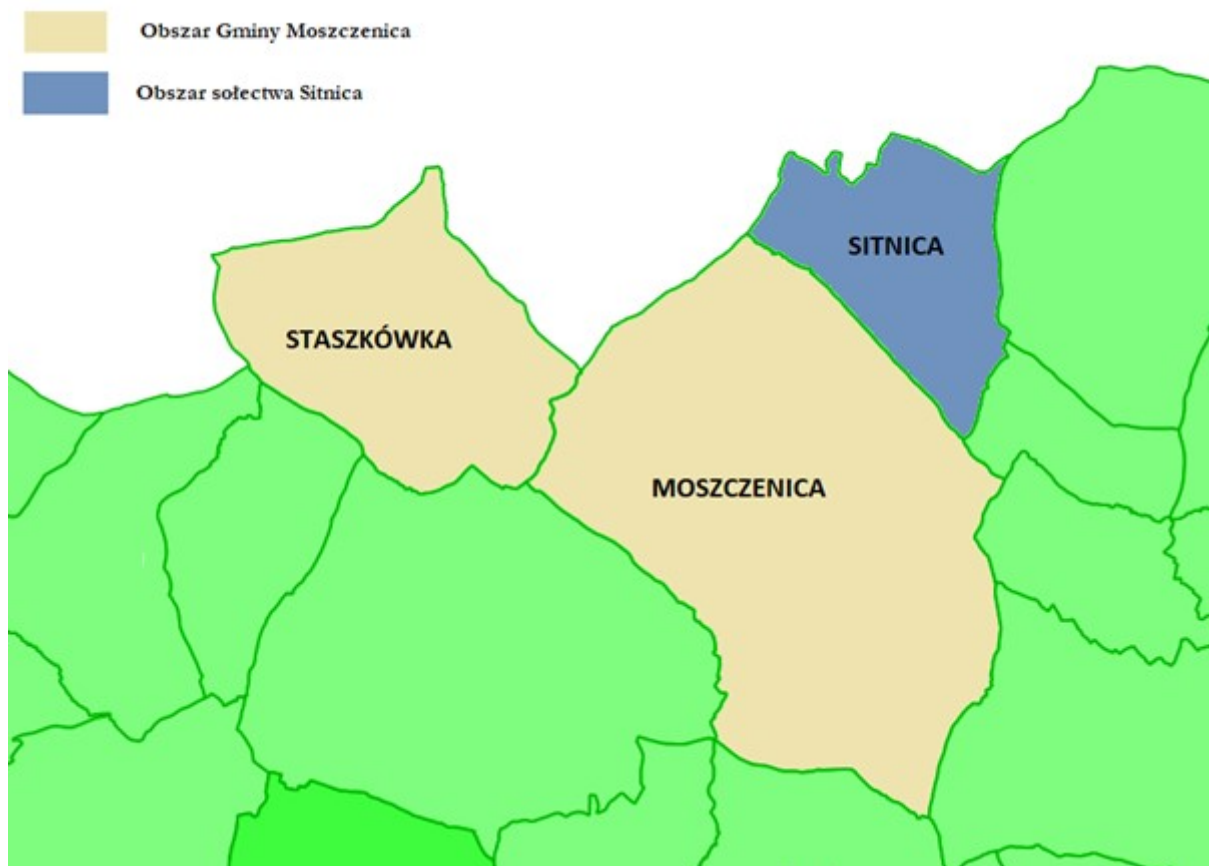 Obszar Gminy Moszczenica
Obszar sołectwa Sitnica
SITNICA
STASZKÓWKA
MOSZCZENICA